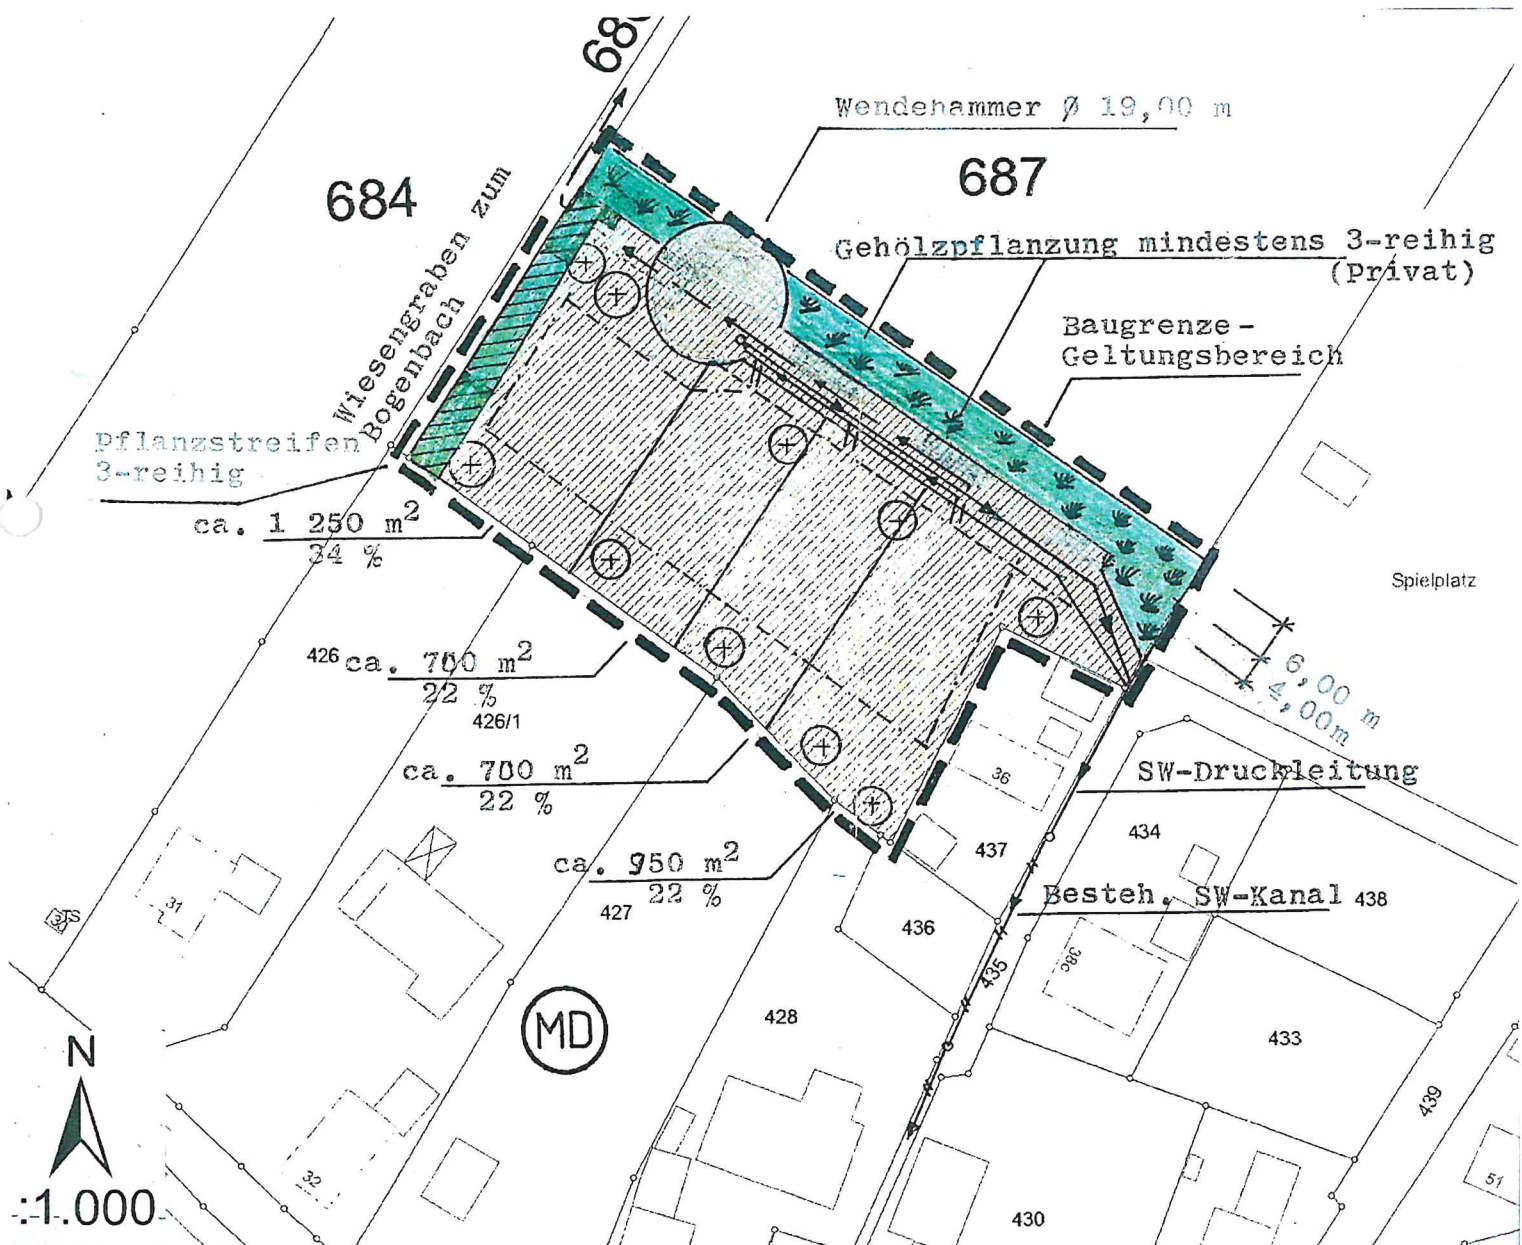 Wendehammer Ø 19,00 m
687
684
Wiesengraben zum
Bogenbach
Gehölzpflanzung mindestens 3-reihig
(Privat)
Baugrenze-
Geltungsbereich
Pflanzstreifen
3-reihig
ca. 1 250 m²
34 %
Spielplatz
426
ca. 700 m²
22 %
426/1
6,00 m
4,00m
ca. 700 m²
22 %
36
SW-Druckleitung
437
434
ca. 950 m²
22 %
427
Besteh. SW-Kanal
438
436
31
435
38c
MD
428
433
N
439
32
51
:1.000
430